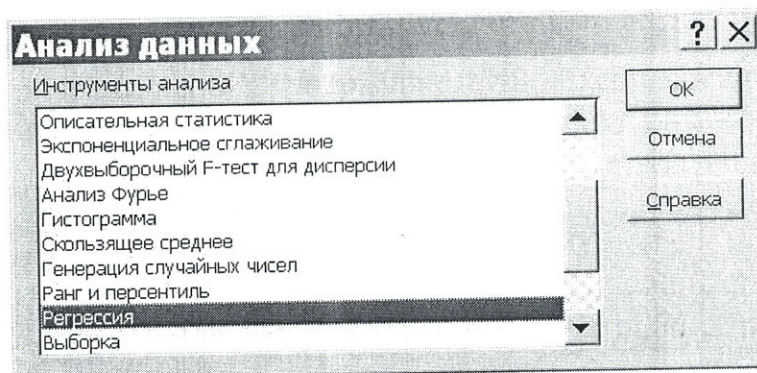 Анализ данных
? ×
Инструменты анализа
Описательная статистика
Экспоненциальное сглаживание
Двухвыборочный F-тест для дисперсии
Анализ Фурье
Гистограмма
Скользящее среднее
Генерация случайных чисел
Ранг и персентиль
Регрессия
Выборка
OK
Отмена
Справка